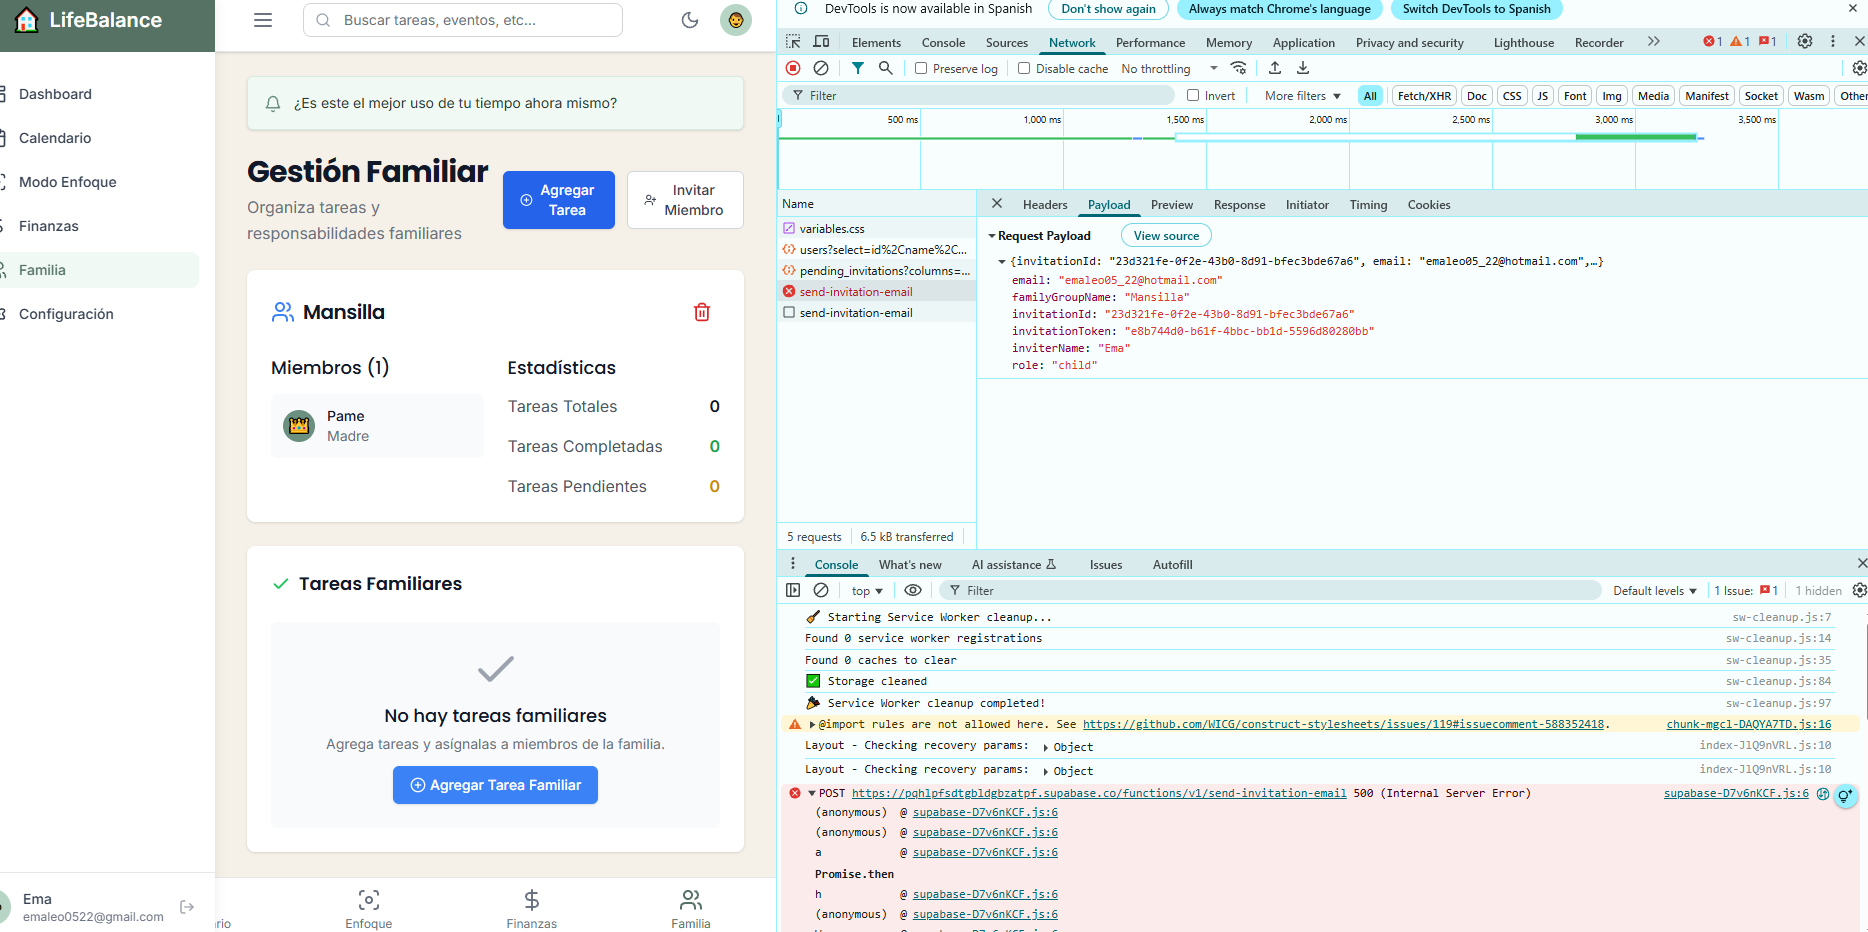 LifeBalance
Buscar tareas, eventos, etc...
Dashboard
Calendario
Modo Enfoque
Finanzas
Familia
Configuración
Ema
emaleo0522@gmail.com
¿Es este el mejor uso de tu tiempo ahora mismo?
Gestión Familiar
Organiza tareas y
responsabilidades familiares
Agregar
Tarea
Invitar
Miembro
Mansilla
Miembros (1)
Pame
Madre
Estadísticas
Tareas Totales 0
Tareas Completadas 0
Tareas Pendientes 0
Tareas Familiares
No hay tareas familiares
Agrega tareas y asígnalas a miembros de la familia.
Agregar Tarea Familiar
rio
Enfoque
Finanzas
Familia
DevTools is now available in Spanish
Don't show again
Always match Chrome's language
Switch DevTools to Spanish
Elements Console Sources Network Performance Memory Application Privacy and security Lighthouse Recorder 1 1 1
Preserve log Disable cache No throttling
Filter Invert More filters All Fetch/XHR Doc CSS JS Font Img Media Manifest Socket Wasm Other
500 ms 1,000 ms 1,500 ms 2,000 ms 2,500 ms 3,000 ms 3,500 ms
Name
variables.css
users?select=id%2Cname%2C...
pending_invitations?columns=...
send-invitation-email
send-invitation-email
5 requests 6.5 kB transferred
Headers Payload Preview Response Initiator Timing Cookies
Request Payload View source
{invitationId: "23d321fe-0f2e-43b0-8d91-bfec3bde67a6", email: "emaleo05_22@hotmail.com",…}
email: "emaleo05_22@hotmail.com"
familyGroupName: "Mansilla"
invitationId: "23d321fe-0f2e-43b0-8d91-bfec3bde67a6"
invitationToken: "e8b744d0-b61f-4bbc-bb1d-5596d80280bb"
inviterName: "Ema"
role: "child"
Console What's new AI assistance Issues Autofill
top Filter Default levels 1 Issue: 1 1 hidden
Starting Service Worker cleanup... sw-cleanup.js:7
Found 0 service worker registrations sw-cleanup.js:14
Found 0 caches to clear sw-cleanup.js:35
Storage cleaned sw-cleanup.js:84
Service Worker cleanup completed! sw-cleanup.js:97
@import rules are not allowed here. See https://github.com/WICG/construct-stylesheets/issues/119#issuecomment-588352418. chunk-mgcl-DAQYA7TD.js:16
Layout - Checking recovery params: Object index-JlQ9nVRL.js:10
Layout - Checking recovery params: Object index-JlQ9nVRL.js:10
POST https://pqhlpfsdtgbldgbzatpf.supabase.co/functions/v1/send-invitation-email 500 (Internal Server Error) supabase-D7v6nKCF.js:6
(anonymous) @ supabase-D7v6nKCF.js:6
(anonymous) @ supabase-D7v6nKCF.js:6
a @ supabase-D7v6nKCF.js:6
Promise.then
h @ supabase-D7v6nKCF.js:6
(anonymous) @ supabase-D7v6nKCF.js:6